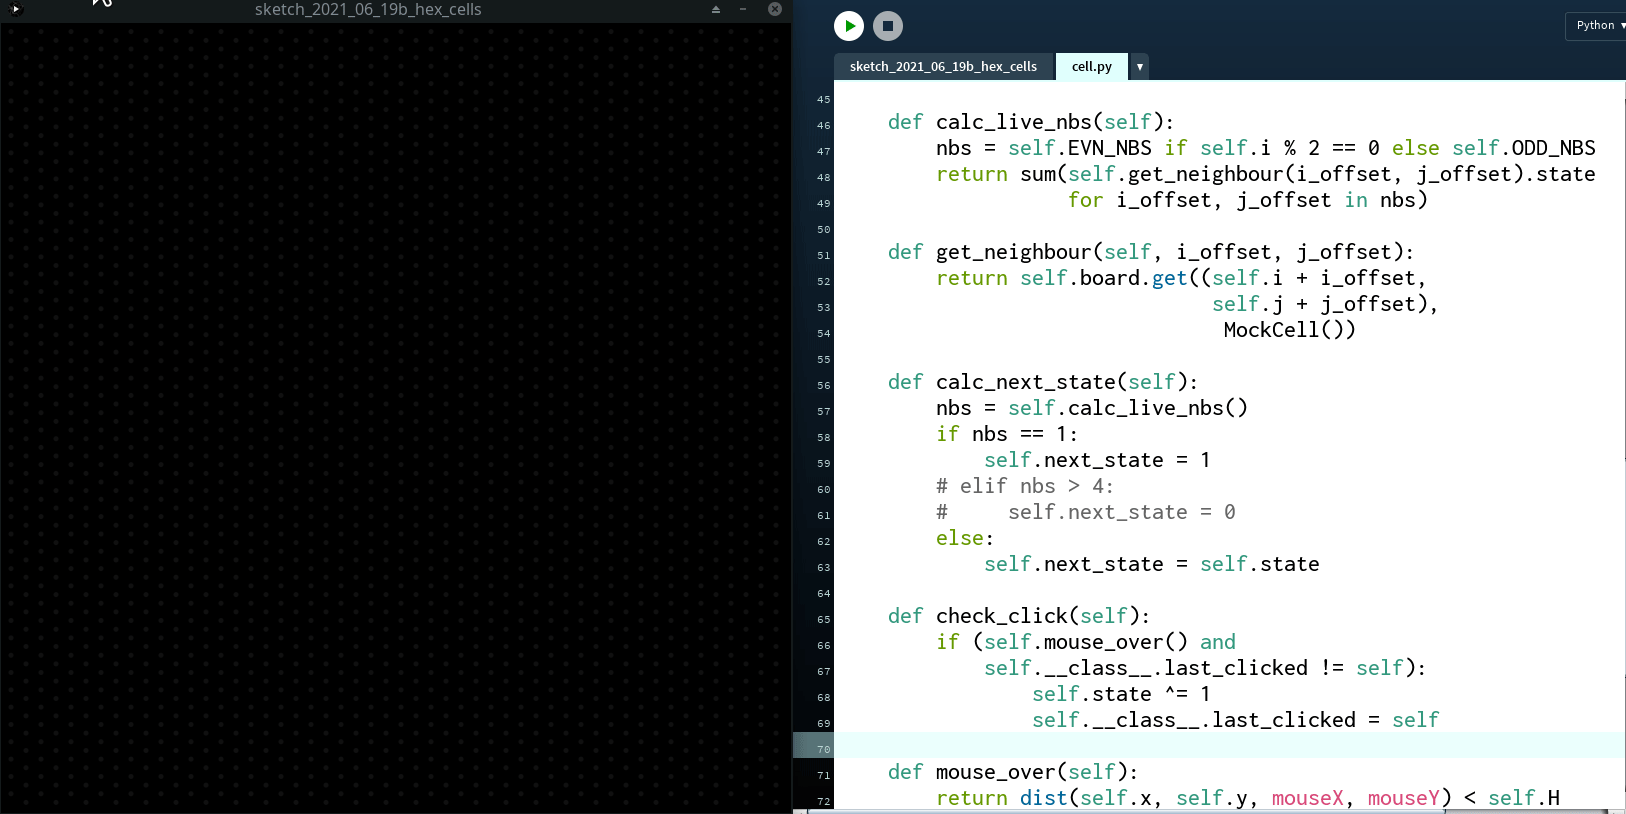 sketch_2021_06_19b_hex_cells
Python ▾
sketch_2021_06_19b_hex_cells cell.py ▾
45
46 def calc_live_nbs(self):
47 nbs = self.EVN_NBS if self.i % 2 == 0 else self.ODD_NBS
48 return sum(self.get_neighbour(i_offset, j_offset).state
49 for i_offset, j_offset in nbs)
50
51 def get_neighbour(self, i_offset, j_offset):
52 return self.board.get((self.i + i_offset,
53 self.j + j_offset),
54 MockCell())
55
56 def calc_next_state(self):
57 nbs = self.calc_live_nbs()
58 if nbs == 1:
59 self.next_state = 1
60 # elif nbs > 4:
61 #     self.next_state = 0
62 else:
63 self.next_state = self.state
64
65 def check_click(self):
66 if (self.mouse_over() and
67 self.__class__.last_clicked != self):
68 self.state ^= 1
69 self.__class__.last_clicked = self
70
71 def mouse_over(self):
72 return dist(self.x, self.y, mouseX, mouseY) < self.H